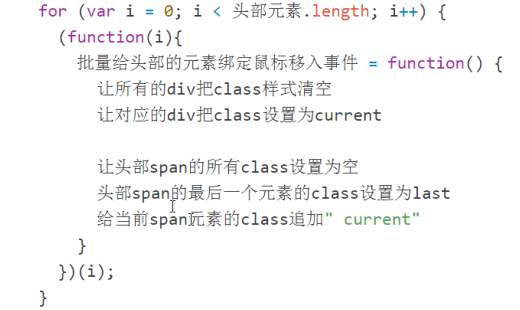 for (var i = 0; i < 头部元素.length; i++) {
(function(i){
批量给头部的元素绑定鼠标移入事件 = function() {
让所有的div把class样式清空
让对应的div把class设置为current
让头部span的所有class设置为空
头部span的最后一个元素的class设置为last
给当前span元素的class追加" current"
}
})(i);
}